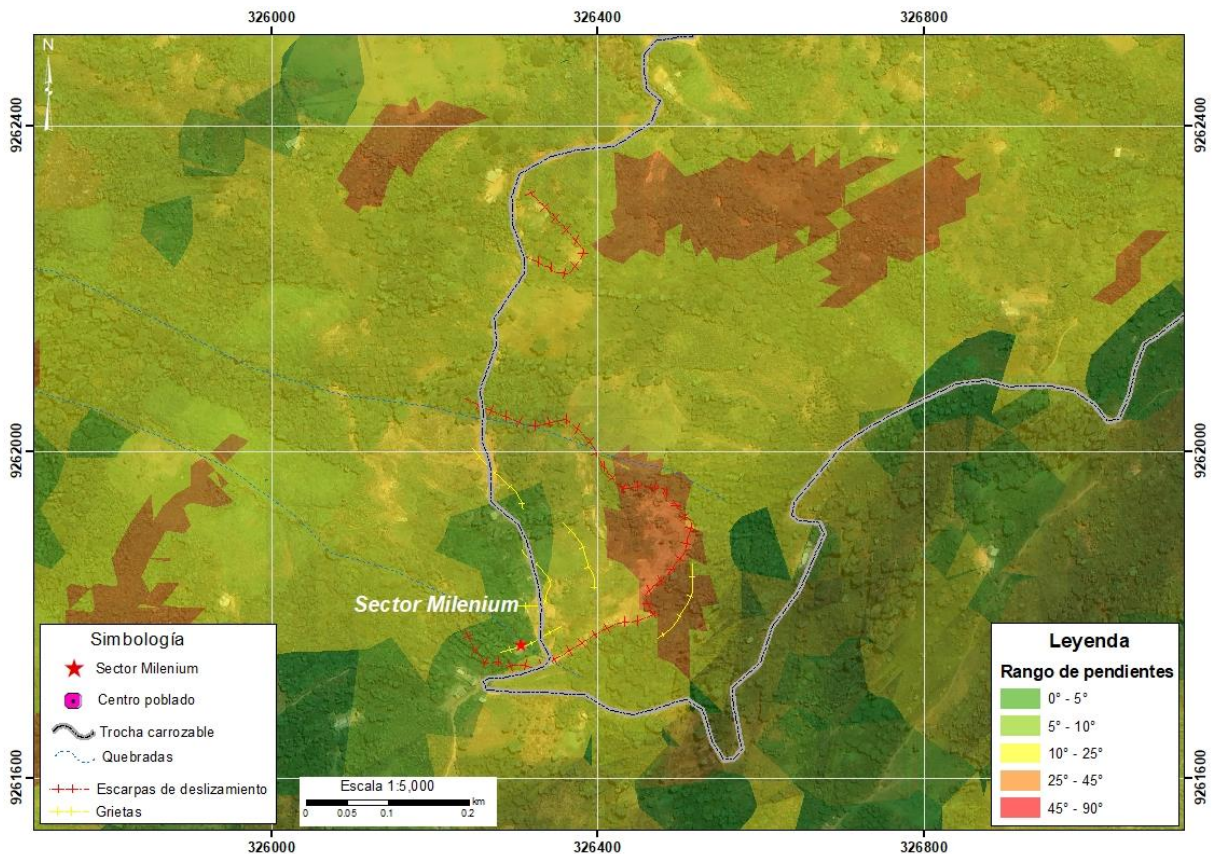 326000 326400 326800
N
9262400 9262400
9262000 9262000
Sector Milenium
Simbología
Sector Milenium
Centro poblado
Trocha carrozable
Quebradas
Escarpas de deslizamiento
Grietas
Escala 1:5,000
km
0 0.05 0.1 0.2
Leyenda
Rango de pendientes
0° - 5°
5° - 10°
10° - 25°
25° - 45°
45° - 90°
9261600 9261600
326000 326400 326800